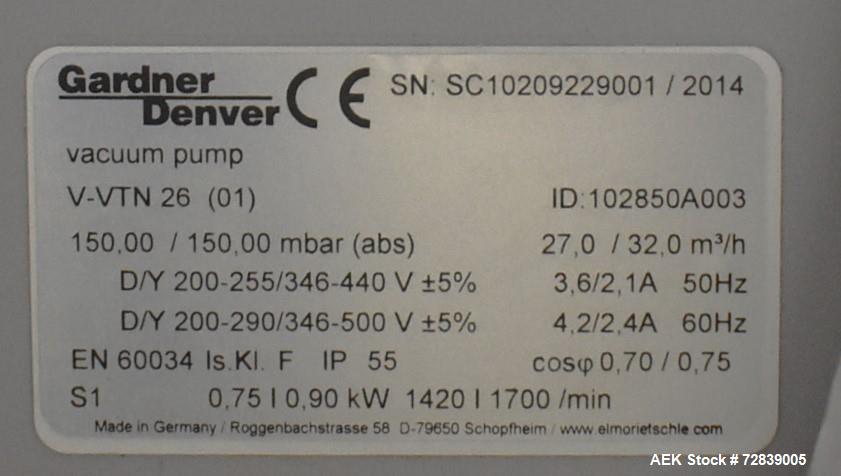 Gardner
Denver CE SN: SC10209229001 / 2014
vacuum pump
V-VTN 26 (01) ID:102850A003
150,00 / 150,00 mbar (abs) 27,0 / 32,0 m³/h
D/Y 200-255/346-440 V ±5% 3,6/2,1A 50Hz
D/Y 200-290/346-500 V ±5% 4,2/2,4A 60Hz
EN 60034 Is.Kl. F IP 55 cosφ 0,70 / 0,75
S1 0,75 I 0,90 kW 1420 I 1700 /min
Made in Germany / Roggenbachstrasse 58 D-79650 Schopfheim / www.elmorietschle.com
AEK Stock # 72839005